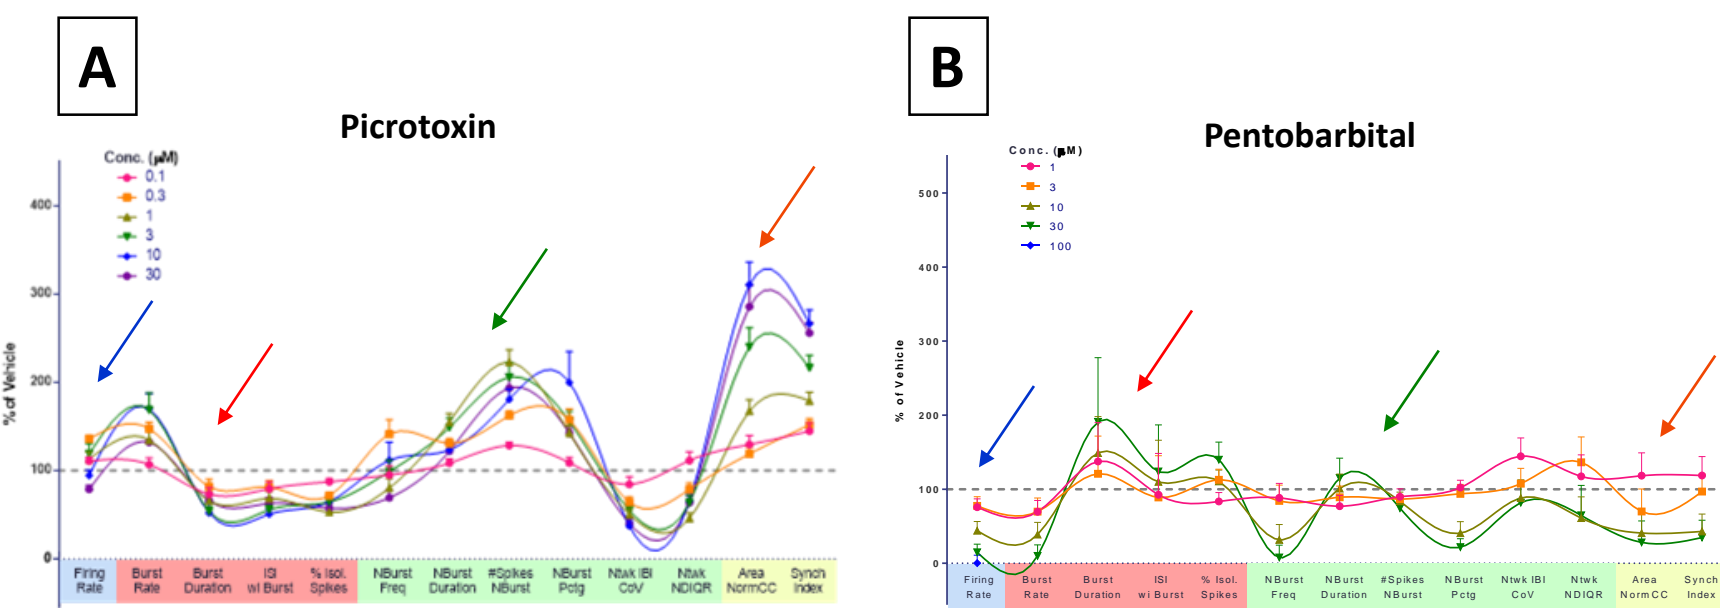 A
Picrotoxin
Conc. (µM)
0.1
0.3
1
3
10
30
400
300
200
100
0
% of Vehicle
Firing Rate
Burst Rate
Burst Duration
ISI wi Burst
% Isol. Spikes
NBurst Freq
NBurst Duration
#Spikes NBurst
NBurst Pctg
Ntwk IBI CoV
Ntwk NDIQR
Area NormCC
Synch Index
B
Pentobarbital
Conc. (µM)
1
3
10
30
100
500
400
300
200
100
0
% of Vehicle
Firing Rate
Burst Rate
Burst Duration
ISI wi Burst
% Isol. Spikes
NBurst Freq
NBurst Duration
#Spikes NBurst
NBurst Pctg
Ntwk IBI CoV
Ntwk NDIQR
Area NormCC
Synch Index